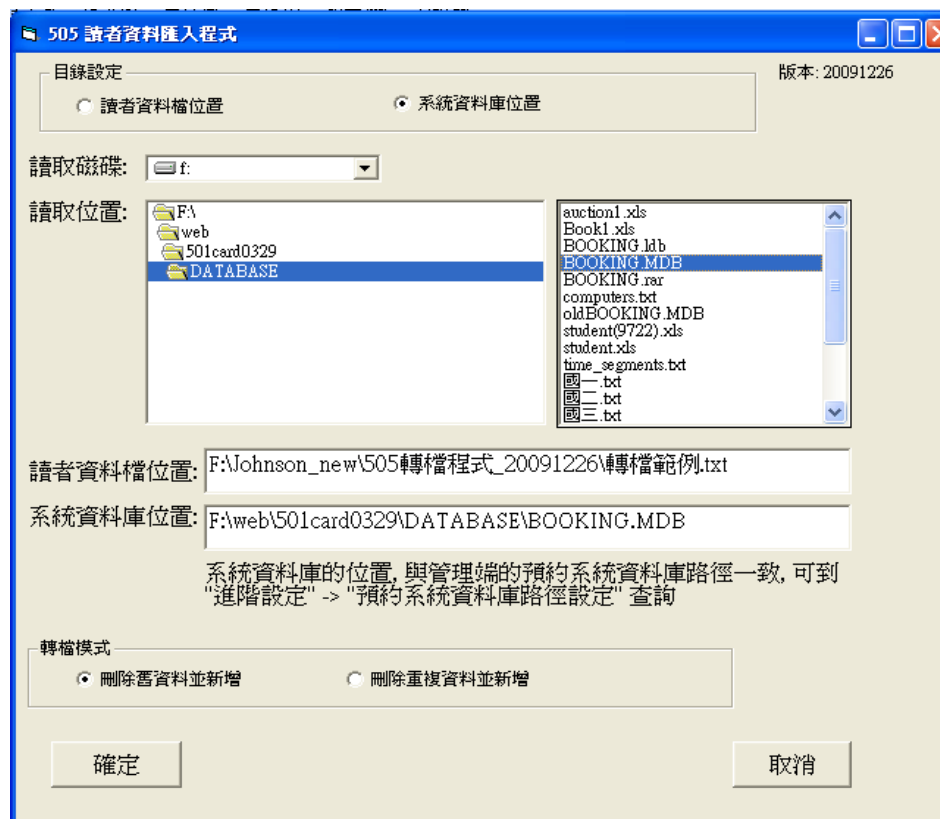 505 讀者資料匯入程式
目錄設定
版本: 20091226
讀者資料檔位置
系統資料庫位置
讀取磁碟:
f:
讀取位置:
F:\
web
501card0329
DATABASE
auction1.xls
Book1.xls
BOOKING.ldb
BOOKING.MDB
BOOKING.rar
computers.txt
oldBOOKING.MDB
student(9722).xls
student.xls
time_segments.txt
國一.txt
國二.txt
國三.txt
讀者資料檔位置:
F:\Johnson_new\505轉檔程式_20091226\轉檔範例.txt
系統資料庫位置:
F:\web\501card0329\DATABASE\BOOKING.MDB
系統資料庫的位置, 與管理端的預約系統資料庫路徑一致, 可到
"進階設定" -> "預約系統資料庫路徑設定" 查詢
轉檔模式
刪除舊資料並新增
刪除重複資料並新增
確定
取消